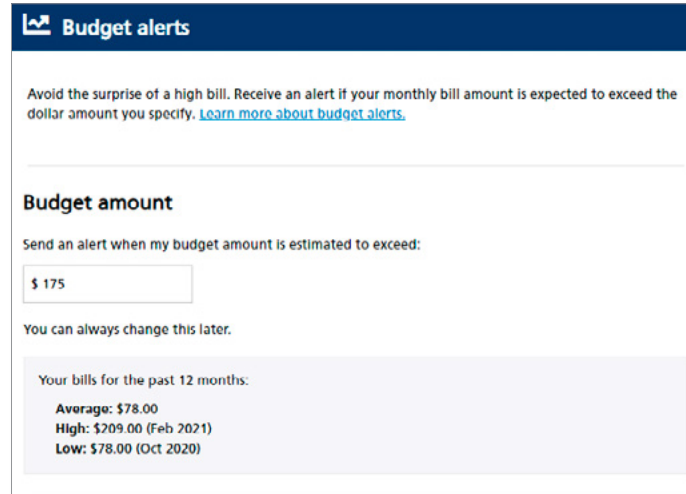 Budget alerts
Avoid the surprise of a high bill. Receive an alert if your monthly bill amount is expected to exceed the
dollar amount you specify. Learn more about budget alerts.
Budget amount
Send an alert when my budget amount is estimated to exceed:
$ 175
You can always change this later.
Your bills for the past 12 months:
Average: $78.00
High: $209.00 (Feb 2021)
Low: $78.00 (Oct 2020)